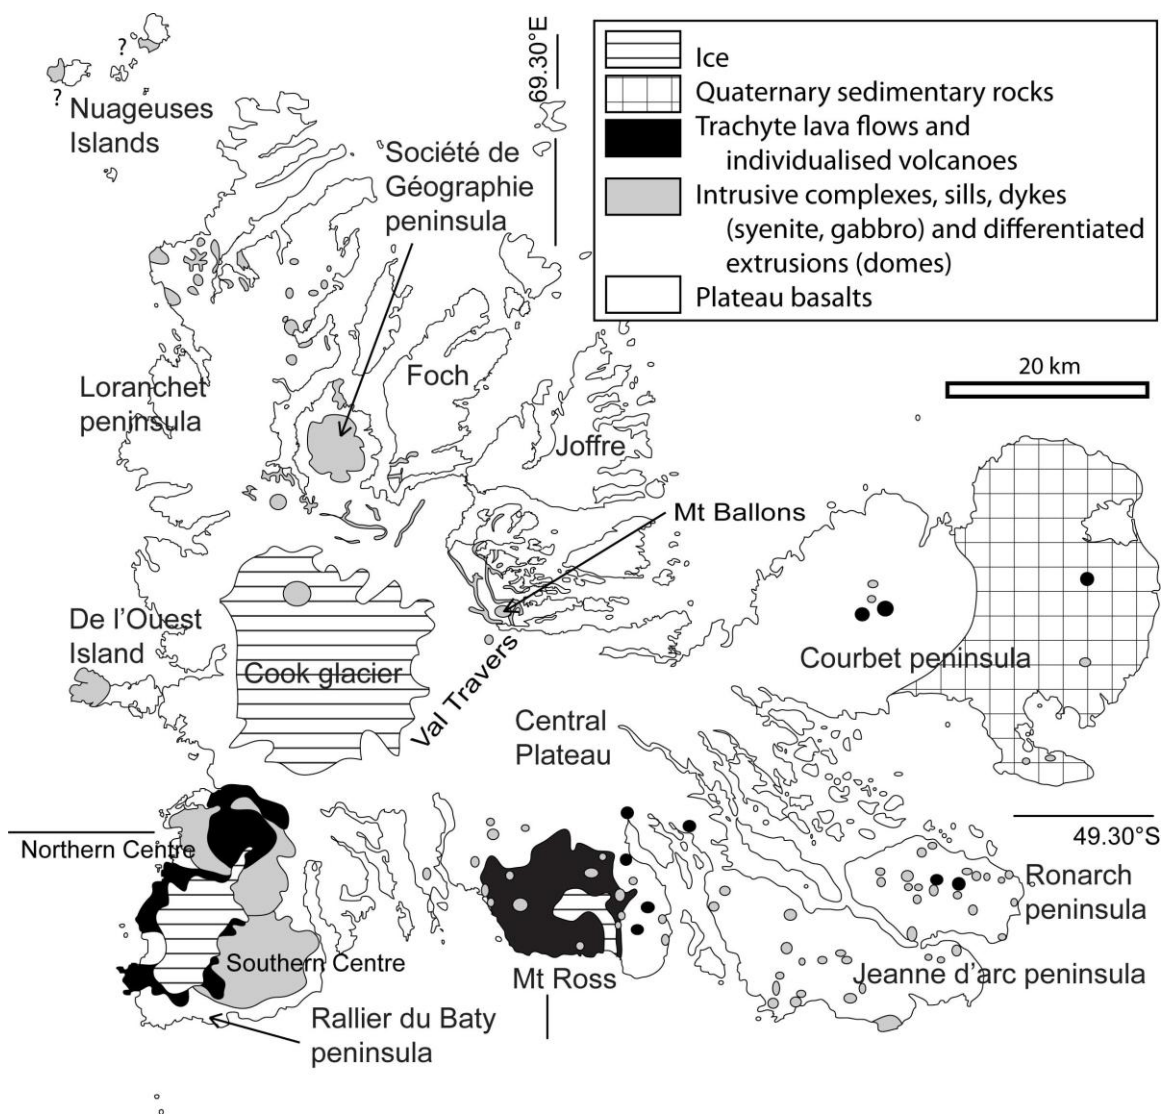 69.30°E
Ice
Quaternary sedimentary rocks
Trachyte lava flows and
individualised volcanoes
Intrusive complexes, sills, dykes
(syenite, gabbro) and differentiated
extrusions (domes)
Plateau basalts
20 km
?
?
Nuageuses
Islands
Société de
Géographie
peninsula
Loranchet
peninsula
Foch
Joffre
Mt Ballons
De l'Ouest
Island
Cook glacier
Val Travers
Courbet peninsula
Central
Plateau
49.30°S
Northern Centre
Ronarch
peninsula
Southern Centre
Mt Ross
Jeanne d'arc peninsula
Rallier du Baty
peninsula